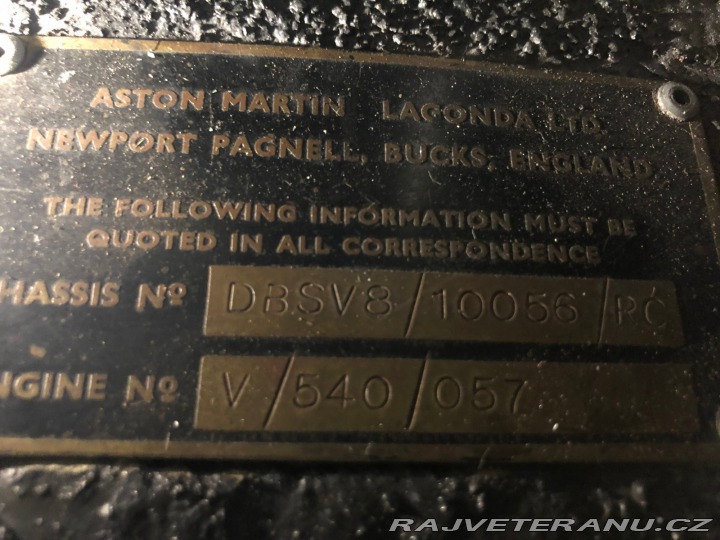 ASTON MARTIN LAGONDA LTD.
NEWPORT PAGNELL, BUCKS, ENGLAND
THE FOLLOWING INFORMATION MUST BE
QUOTED IN ALL CORRESPONDENCE
HASSIS Nº DBSV8/10056/PC
NGINE Nº V/540/057
RAJVETERANU.CZ